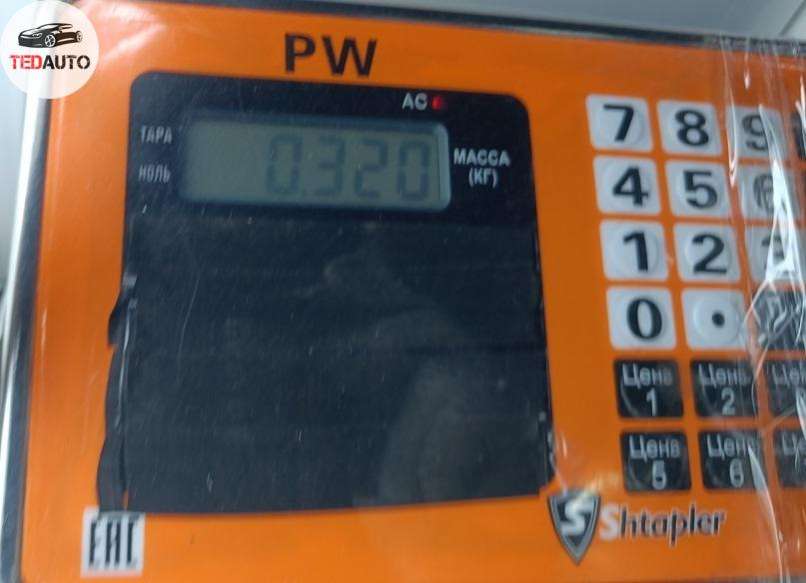 TEDAUTO
PW
AC
ТАРА
НОЛЬ
0.320
МАССА
(КГ)
7 8 9
4 5
1 2
0 •
Цена 1
Цена 2
Цена 5
Цена 6
Shtapler
EAC